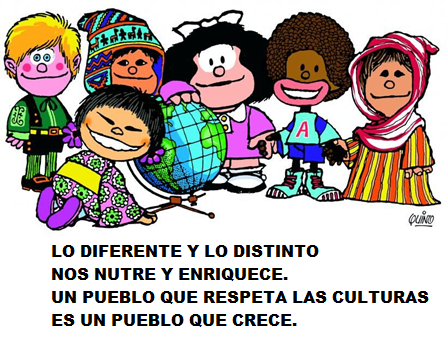 A
QUINO
LO DIFERENTE Y LO DISTINTO
NOS NUTRE Y ENRIQUECE.
UN PUEBLO QUE RESPETA LAS CULTURAS
ES UN PUEBLO QUE CRECE.